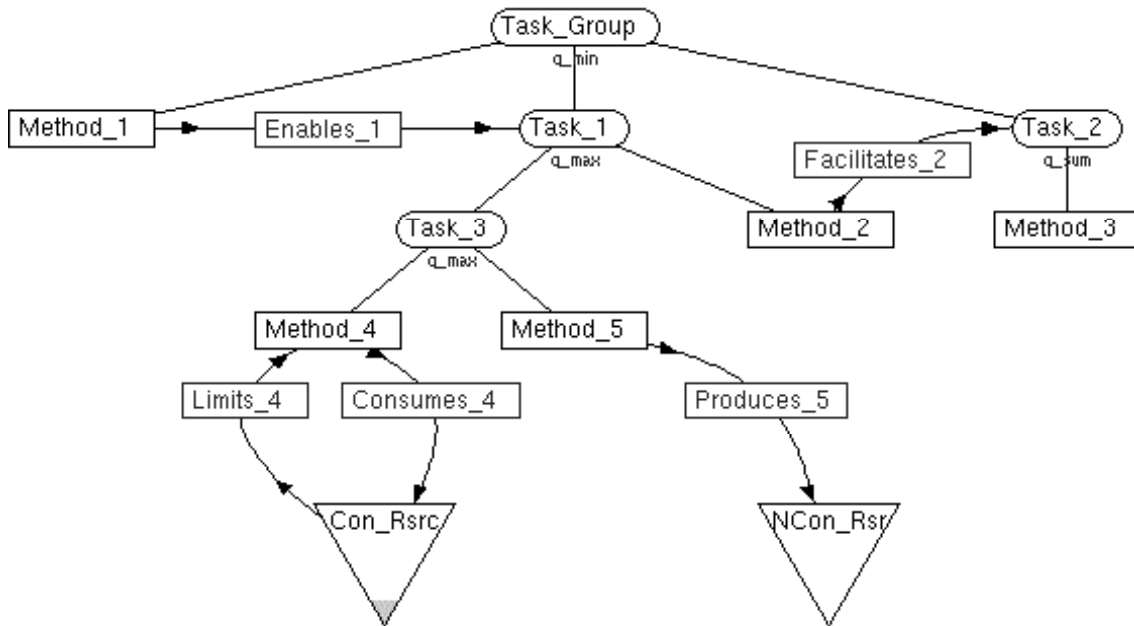 Task_Group
q_min
Method_1
Enables_1
Task_1
q_max
Facilitates_2
Task_2
q_sum
Task_3
q_max
Method_2
Method_3
Method_4
Method_5
Limits_4
Consumes_4
Produces_5
Con_Rsrc
NCon_Rsr